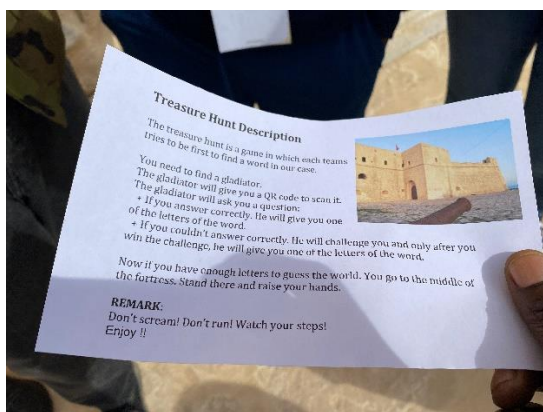 Treasure Hunt Description
The treasure hunt is a game in which each teams
tries to be first to find a word in our case.
You need to find a gladiator.
The gladiator will give you a QR code to scan it.
The gladiator will ask you a question:
+ If you answer correctly. He will give you one
of the letters of the word.
+ If you couldn't answer correctly. He will challenge you and only after you
win the challenge, he will give you one of the letters of the word.
Now if you have enough letters to guess the world. You go to the middle of
the fortress. Stand there and raise your hands.
REMARK:
Don't scream! Don't run! Watch your steps!
Enjoy !!